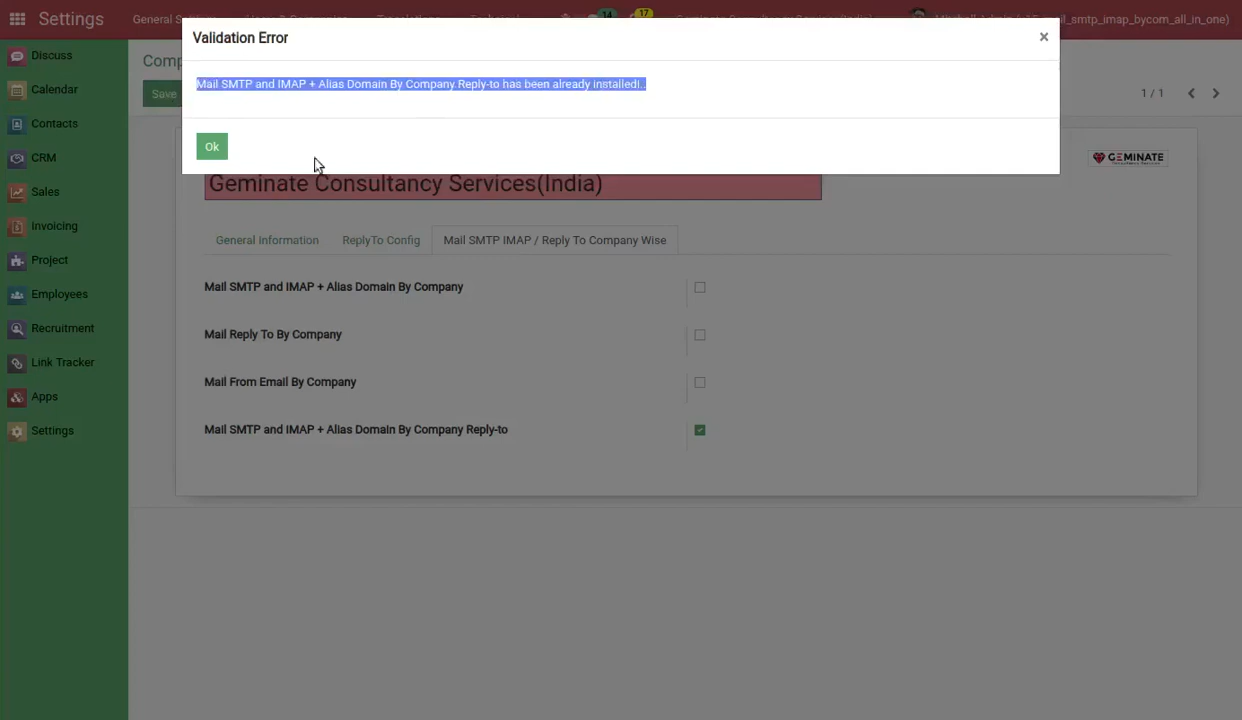 Settings
General S
14
17
_smtp_imap_bycom_all_in_one)
Validation Error
×
Mail SMTP and IMAP + Alias Domain By Company Reply-to has been already installed!..
Ok
Discuss
Calendar
Contacts
CRM
Sales
Invoicing
Project
Employees
Recruitment
Link Tracker
Apps
Settings
Comp
Save
1 / 1
GEMINATE
Geminate Consultancy Services(India)
General Information
ReplyTo Config
Mail SMTP IMAP / Reply To Company Wise
Mail SMTP and IMAP + Alias Domain By Company
Mail Reply To By Company
Mail From Email By Company
Mail SMTP and IMAP + Alias Domain By Company Reply-to